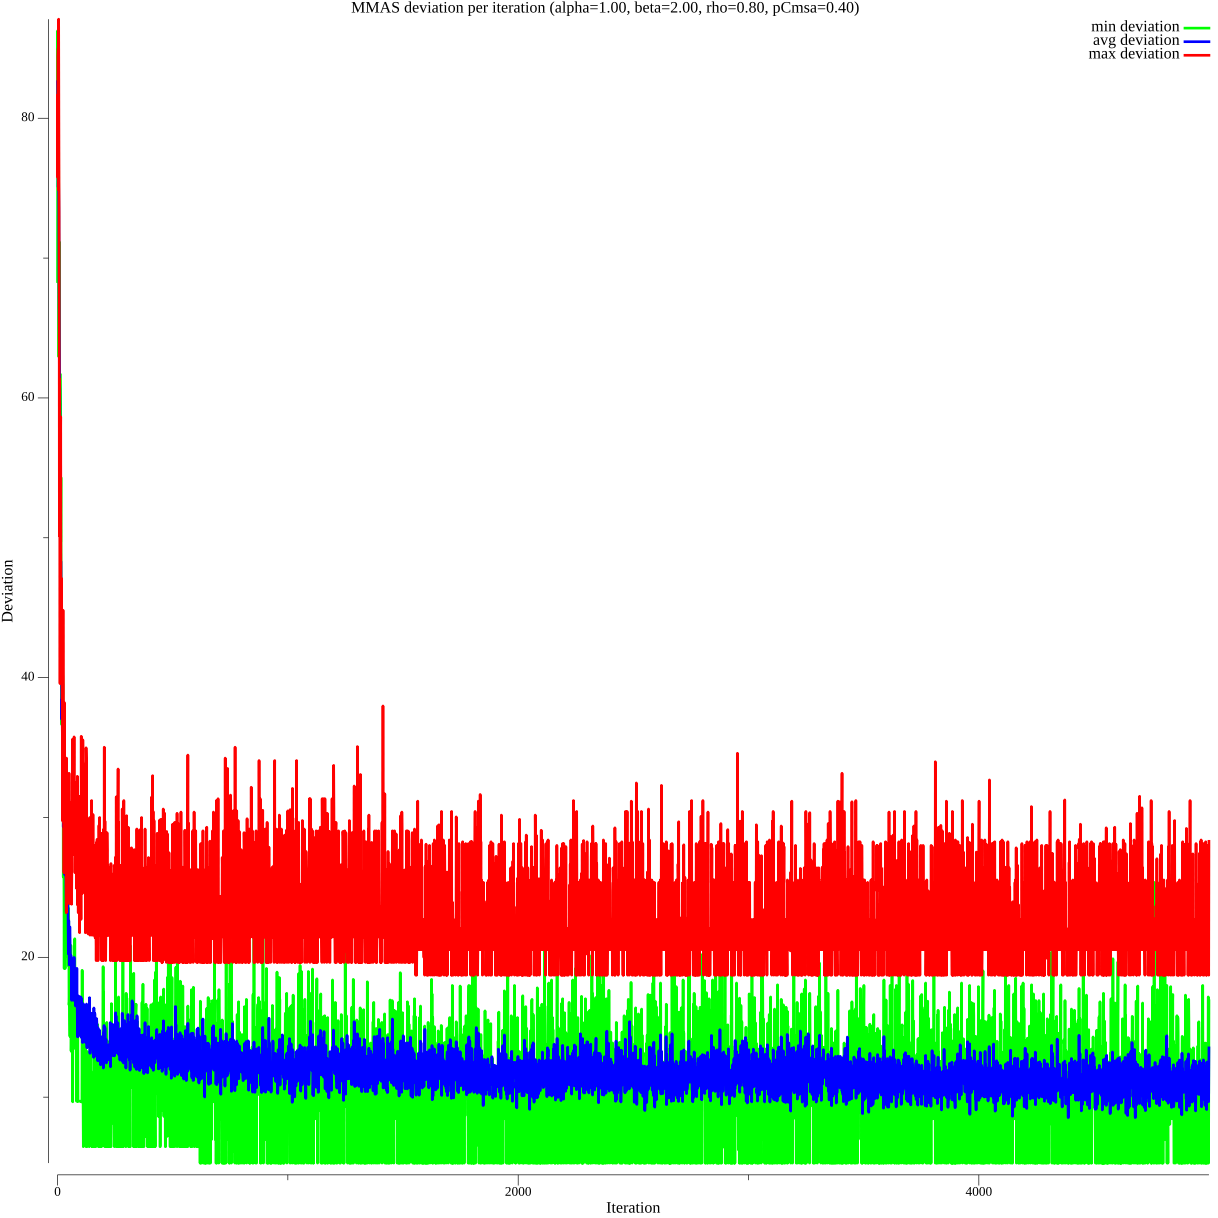 MMAS deviation per iteration (alpha=1.00, beta=2.00, rho=0.80, pCmsa=0.40)
min deviation
avg deviation
max deviation
80
60
40
20
Deviation
0 2000 4000
Iteration